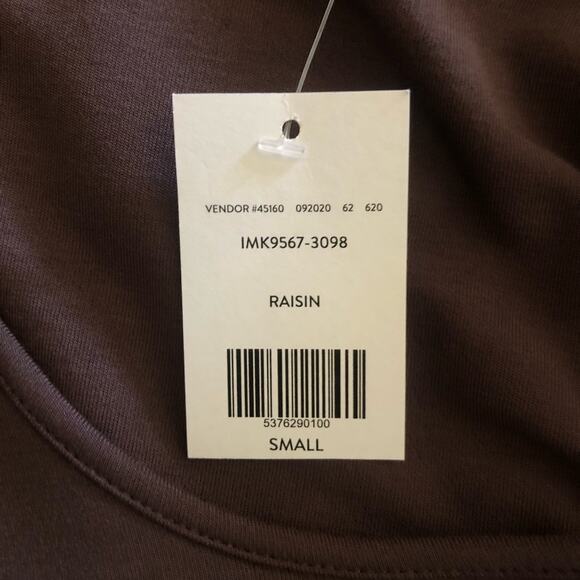 VENDOR #45160 092020 62 620
IMK9567-3098
RAISIN
5376290100
SMALL